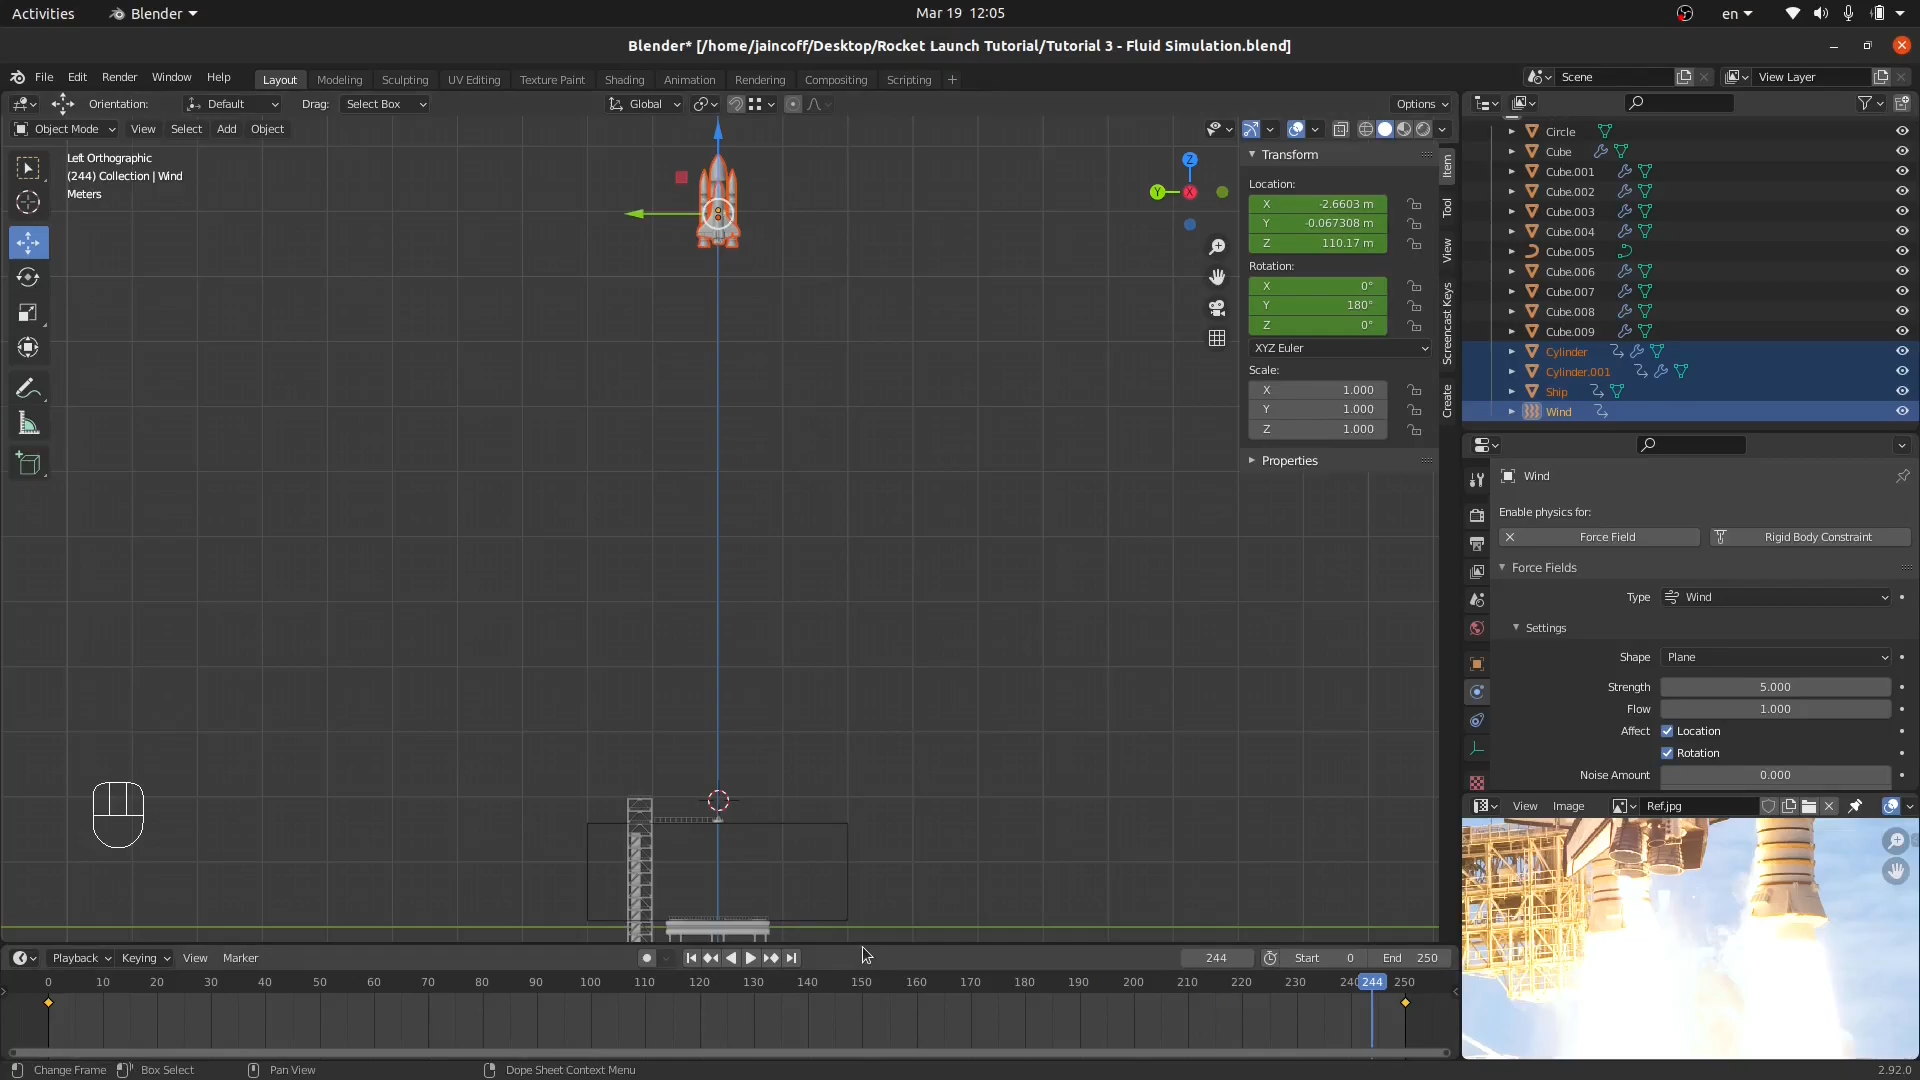 Activities
Blender
Mar 19 12:05
en
Blender* [/home/jaincoff/Desktop/Rocket Launch Tutorial/Tutorial 3 - Fluid Simulation.blend]
File Edit Render Window Help
Layout Modeling Sculpting UV Editing Texture Paint Shading Animation Rendering Compositing Scripting +
Scene
View Layer
Orientation: Default Drag: Select Box
Global
Options
Object Mode View Select Add Object
Left Orthographic
(244) Collection | Wind
Meters
Z
Y
X
Transform
Location:
X -2.6603 m
Y -0.067308 m
Z 110.17 m
Rotation:
X 0°
Y 180°
Z 0°
XYZ Euler
Scale:
X 1.000
Y 1.000
Z 1.000
Properties
Item
Tool
View
Screencast Keys
Create
Circle
Cube
Cube.001
Cube.002
Cube.003
Cube.004
Cube.005
Cube.006
Cube.007
Cube.008
Cube.009
Cylinder
Cylinder.001
Ship
Wind
Wind
Enable physics for:
Force Field
Rigid Body Constraint
Force Fields
Type Wind
Settings
Shape Plane
Strength 5.000
Flow 1.000
Affect Location
Rotation
Noise Amount 0.000
View Image Ref.jpg
Playback Keying View Marker
244
Start 0
End 250
0 10 20 30 40 50 60 70 80 90 100 110 120 130 140 150 160 170 180 190 200 210 220 230 240 244 250
Change Frame
Box Select
Pan View
Dope Sheet Context Menu
2.92.0